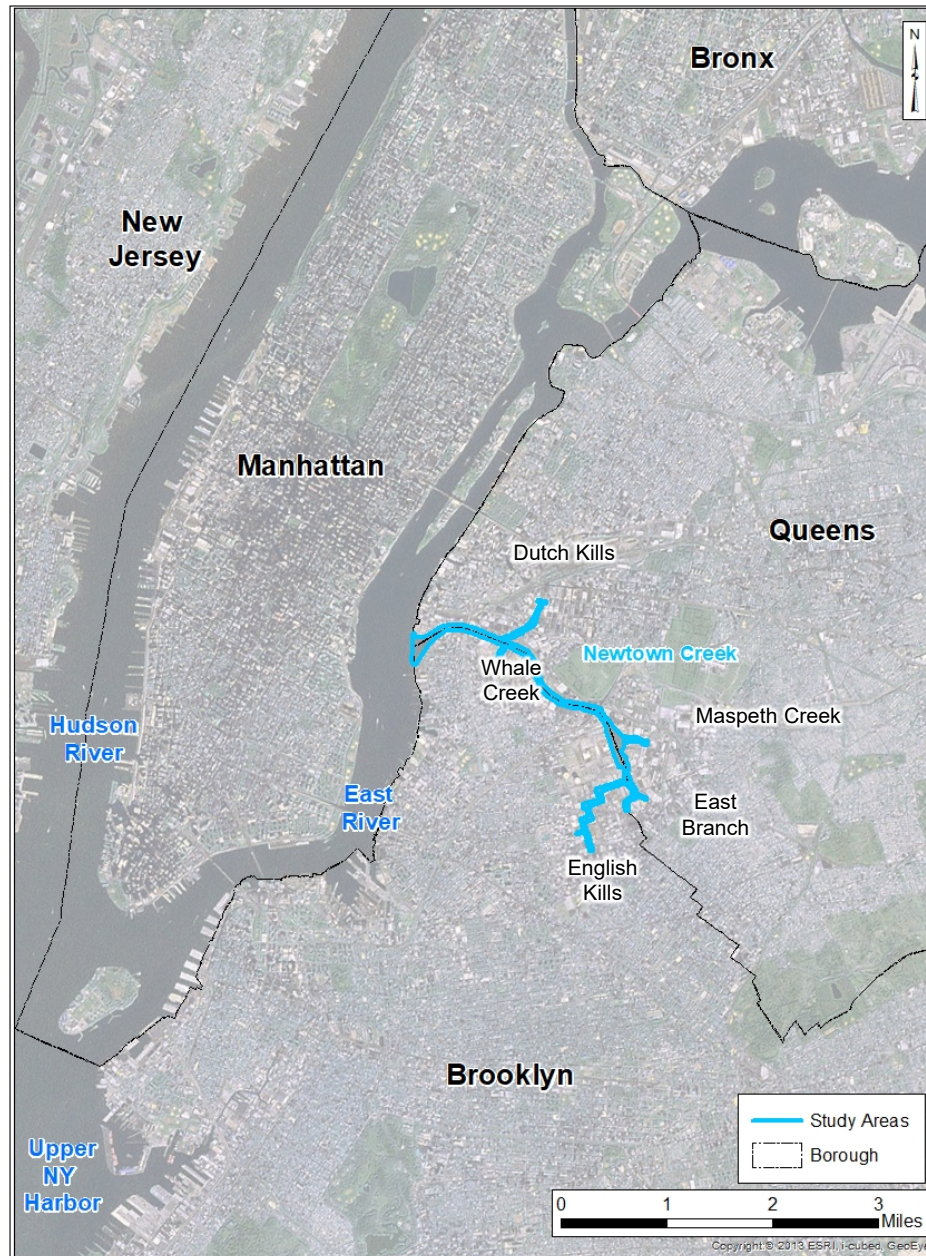 N
Bronx
New
Jersey
Manhattan
Queens
Dutch Kills
Newtown Creek
Whale
Creek
Maspeth Creek
Hudson
River
East
River
East
Branch
English
Kills
Brooklyn
Upper
NY
Harbor
Study Areas
Borough
0 1 2 3
Miles
Copyright © 2013 ESRI, i-cubed, GeoEye